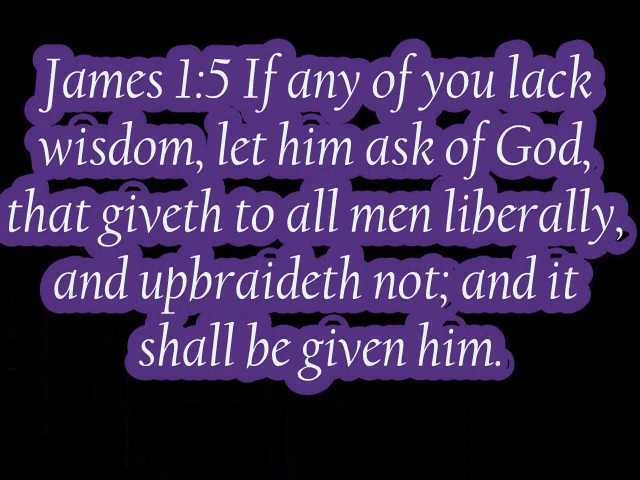 James 1:5 If any of you lack
wisdom, let him ask of God,
that giveth to all men liberally,
and upbraideth not; and it
shall be given him.